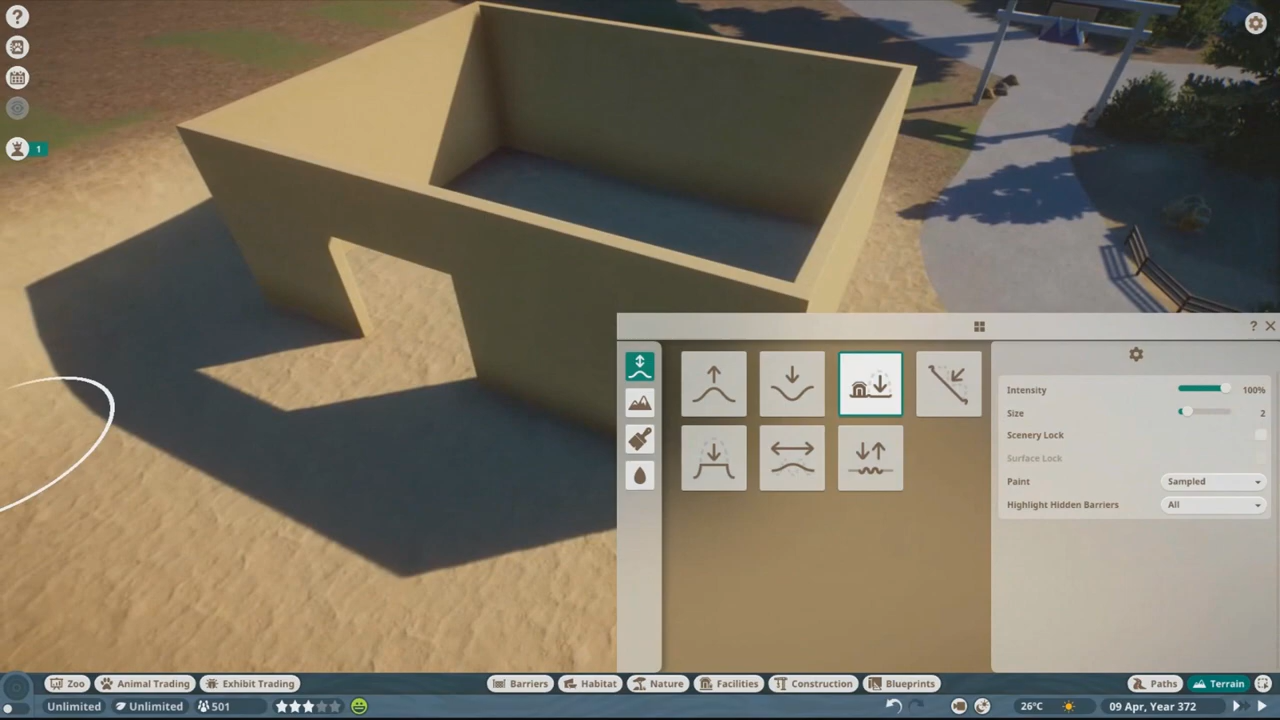 ?
1
?
Intensity 100%
Size 2
Scenery Lock
Surface Lock
Paint Sampled
Highlight Hidden Barriers All
Zoo Animal Trading Exhibit Trading Barriers Habitat Nature Facilities Construction Blueprints Paths Terrain
Unlimited Unlimited 501 26°C 09 Apr, Year 372